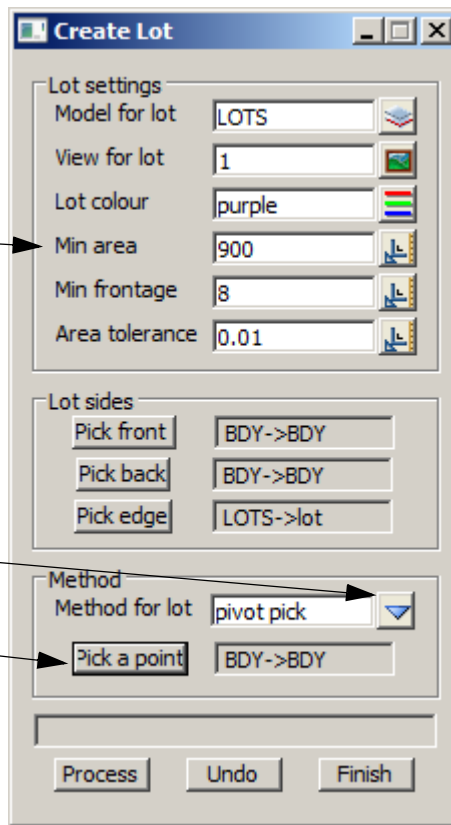 Create Lot
Lot settings
Model for lot LOTS
View for lot 1
Lot colour purple
Min area 900
Min frontage 8
Area tolerance 0.01
Lot sides
Pick front BDY->BDY
Pick back BDY->BDY
Pick edge LOTS->lot
Method
Method for lot pivot pick
Pick a point BDY->BDY
Process Undo Finish